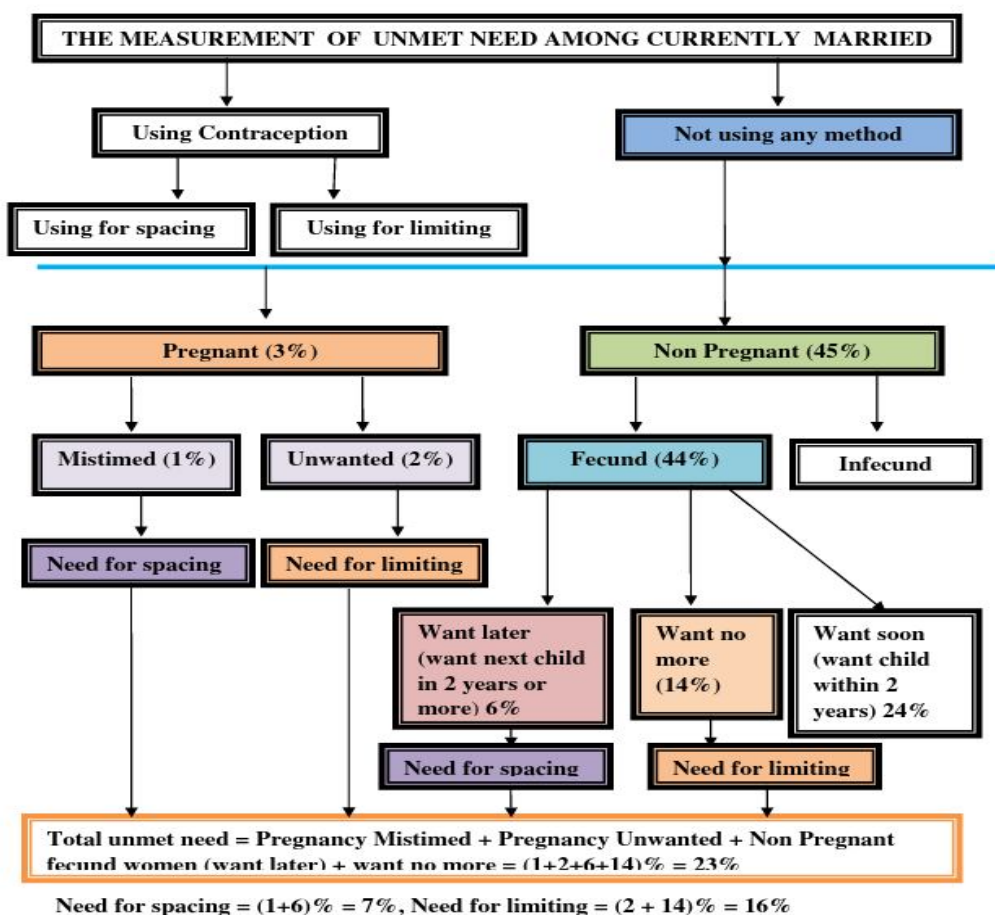 THE MEASUREMENT OF UNMET NEED AMONG CURRENTLY MARRIED
Using Contraception
Not using any method
Using for spacing
Using for limiting
Pregnant (3%)
Non Pregnant (45%)
Mistimed (1%)
Unwanted (2%)
Fecund (44%)
Infecund
Need for spacing
Need for limiting
Want later
(want next child
in 2 years or
more) 6%
Want no
more
(14%)
Want soon
(want child
within 2
years) 24%
Need for spacing
Need for limiting
Total unmet need = Pregnancy Mistimed + Pregnancy Unwanted + Non Pregnant
fecund women (want later) + want no more = (1+2+6+14)% = 23%
Need for spacing = (1+6)% = 7%, Need for limiting = (2 + 14)% = 16%